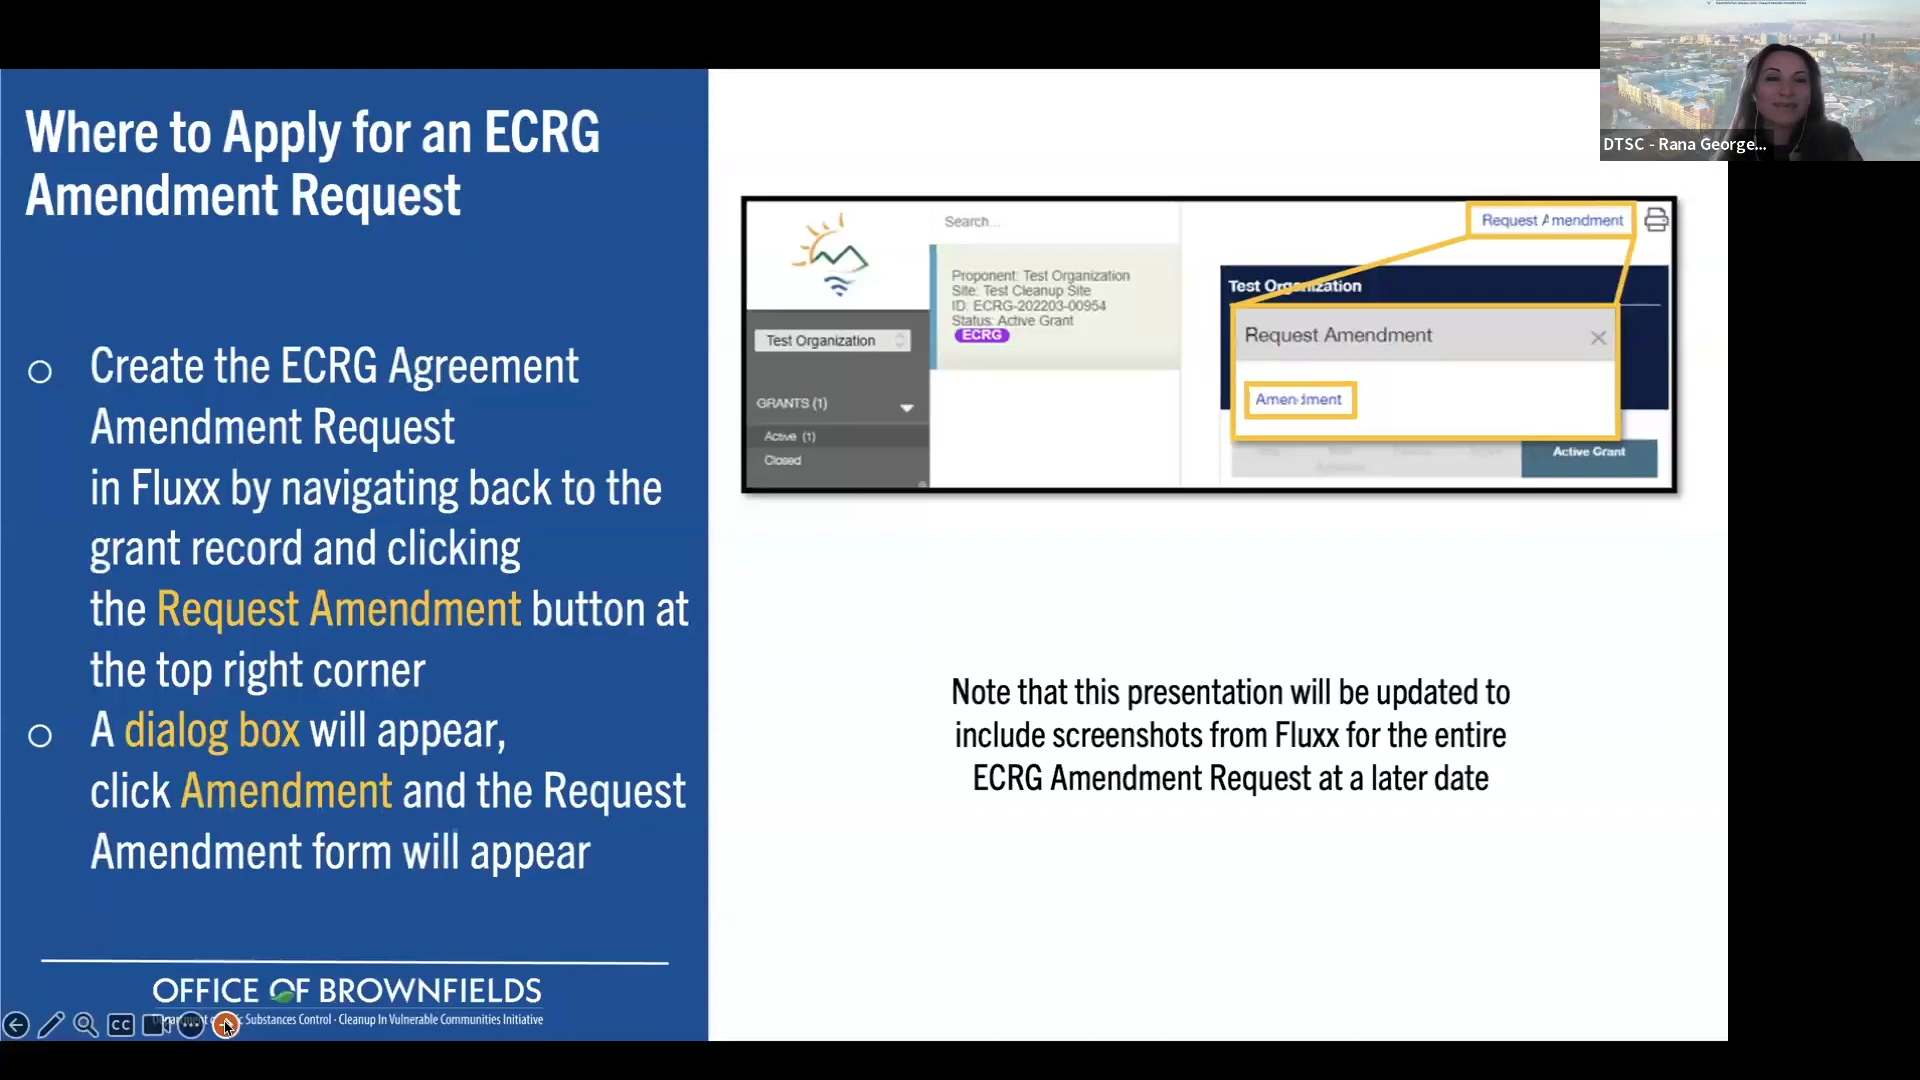 Where to Apply for an ECRG
Amendment Request
Create the ECRG Agreement
Amendment Request
in Fluxx by navigating back to the
grant record and clicking
the Request Amendment button at
the top right corner
A dialog box will appear,
click Amendment and the Request
Amendment form will appear
OFFICE OF BROWNFIELDS
Substances Control - Cleanup In Vulnerable Communities Initiative
CC
Search...
Request Amendment
Proponent: Test Organization
Site: Test Cleanup Site
ID: ECRG-202203-00954
Status: Active Grant
ECRG
Test Organization
GRANTS (1)
Active (1)
Closed
Test Organization
Request Amendment
Amendment
Active Grant
Note that this presentation will be updated to
include screenshots from Fluxx for the entire
ECRG Amendment Request at a later date
DTSC - Rana George...